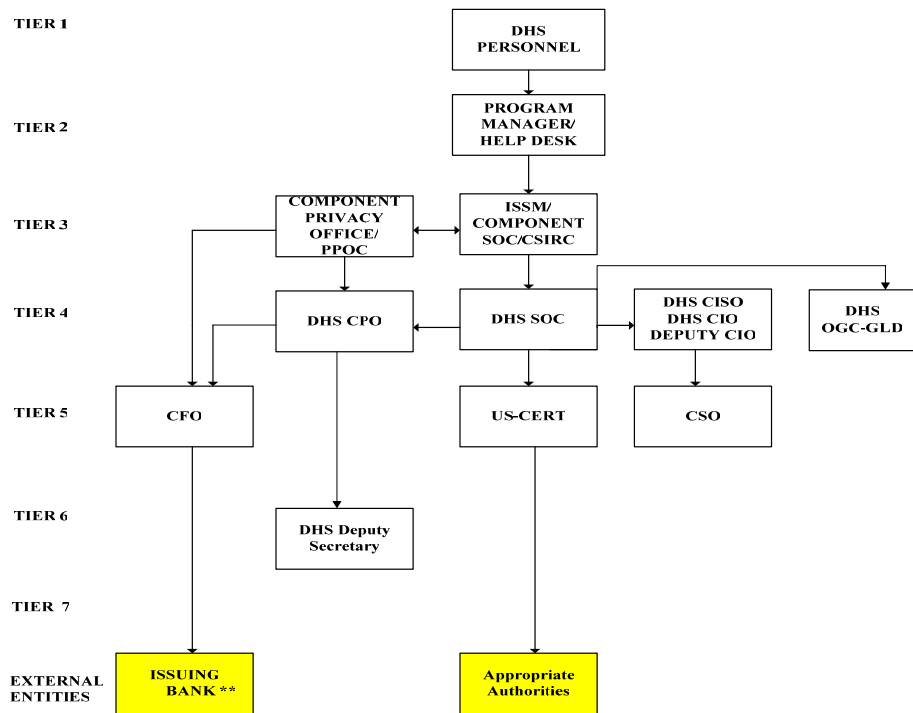 TIER 1
DHS
PERSONNEL
TIER 2
PROGRAM
MANAGER/
HELP DESK
TIER 3
COMPONENT
PRIVACY
OFFICE/
PPOC
ISSM/
COMPONENT
SOC/CSIRC
TIER 4
DHS CPO
DHS SOC
DHS CISO
DHS CIO
DEPUTY CIO
DHS
OGC-GLD
TIER 5
CFO
US-CERT
CSO
TIER 6
DHS Deputy
Secretary
TIER 7
EXTERNAL
ENTITIES
ISSUING
BANK **
Appropriate
Authorities